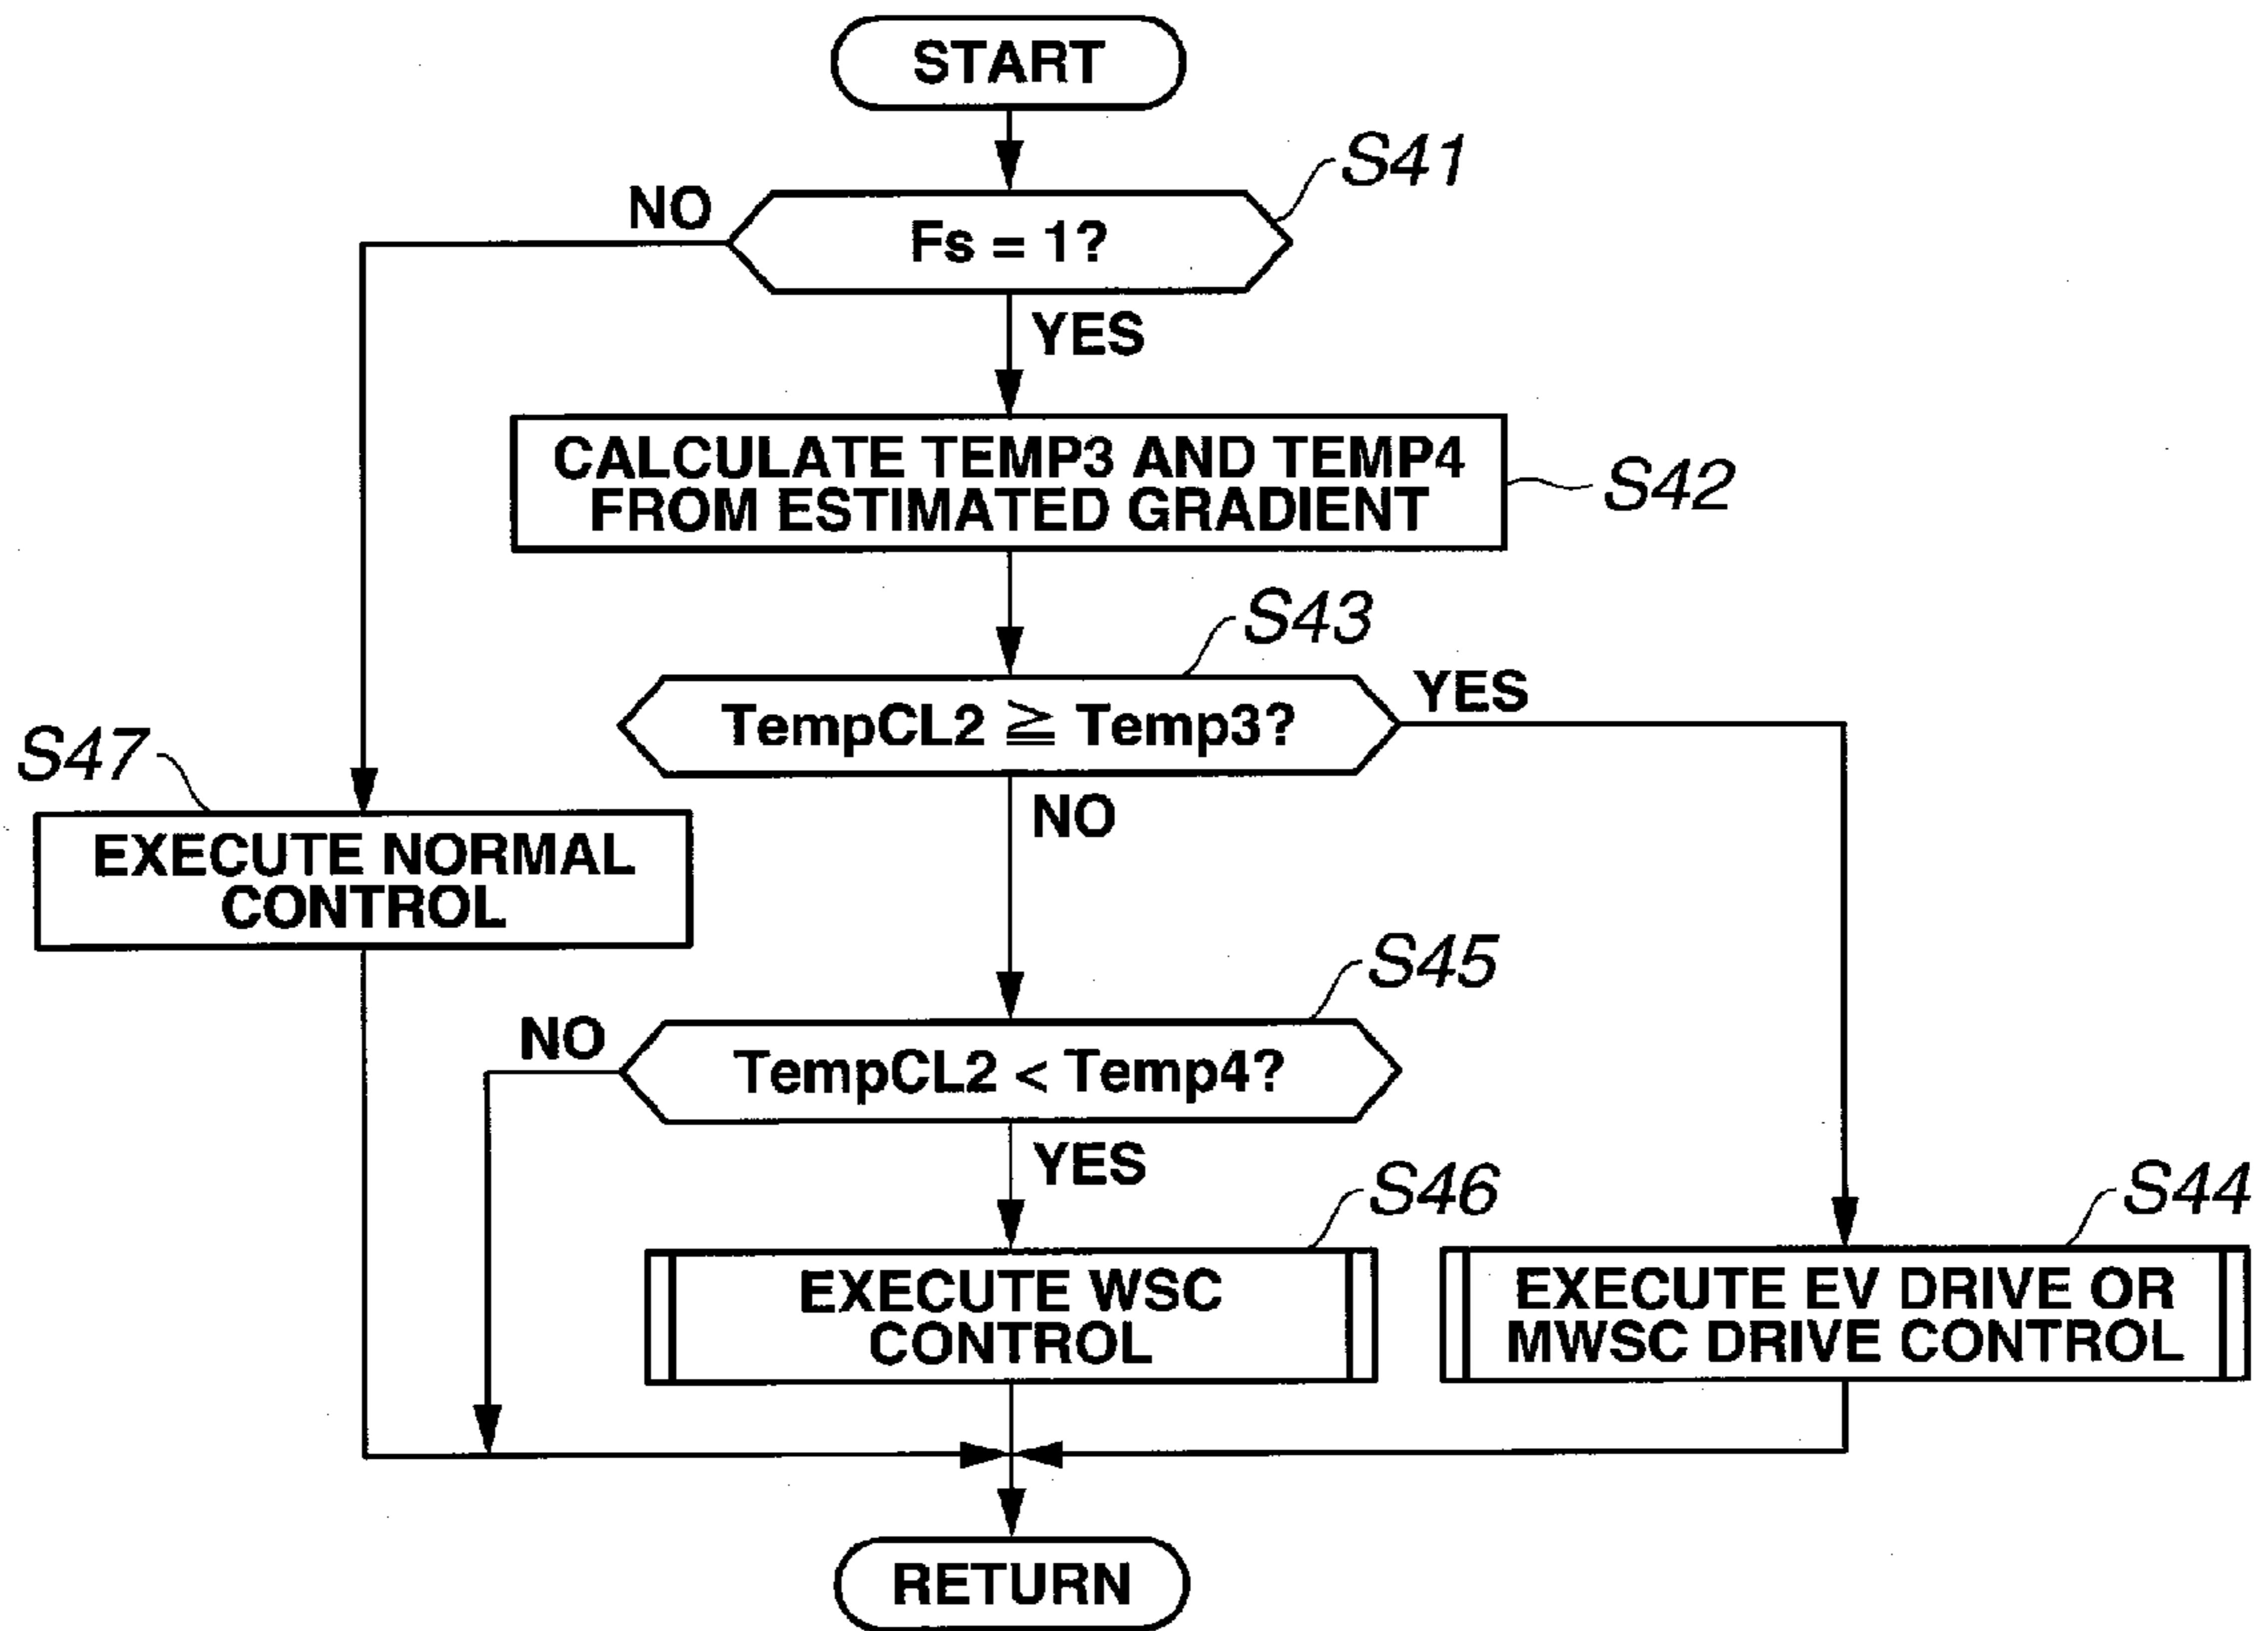 START
S41
NO
Fs = 1?
YES
CALCULATE TEMP3 AND TEMP4
FROM ESTIMATED GRADIENT
S42
S43
YES
TempCL2 ≧ Temp3?
S47
NO
EXECUTE NORMAL
CONTROL
S45
NO
TempCL2 < Temp4?
YES
S46
S44
EXECUTE WSC
CONTROL
EXECUTE EV DRIVE OR
MWSC DRIVE CONTROL
RETURN